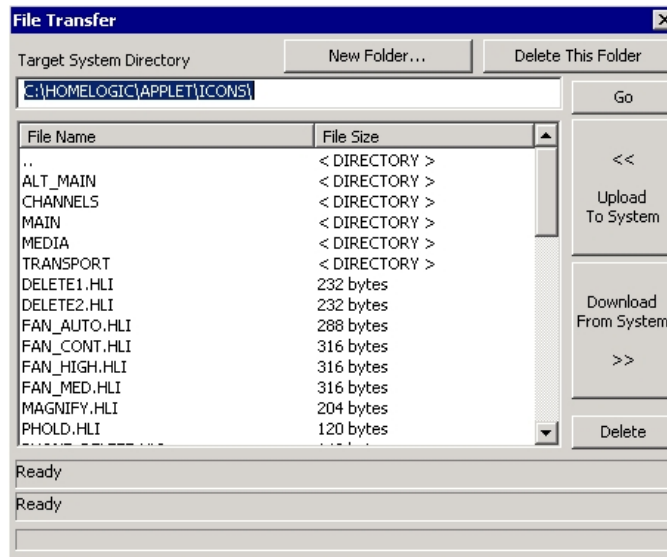 File Transfer
Target System Directory
New Folder...
Delete This Folder
C:\HOMELOGIC\APPLET\ICONS\
Go
File Name File Size
.. < DIRECTORY >
ALT_MAIN < DIRECTORY >
CHANNELS < DIRECTORY >
MAIN < DIRECTORY >
MEDIA < DIRECTORY >
TRANSPORT < DIRECTORY >
DELETE1.HLI 232 bytes
DELETE2.HLI 232 bytes
FAN_AUTO.HLI 288 bytes
FAN_CONT.HLI 316 bytes
FAN_HIGH.HLI 316 bytes
FAN_MED.HLI 316 bytes
MAGNIFY.HLI 204 bytes
PHOLD.HLI 120 bytes
<<
Upload
To System
Download
From System
>>
Delete
Ready
Ready